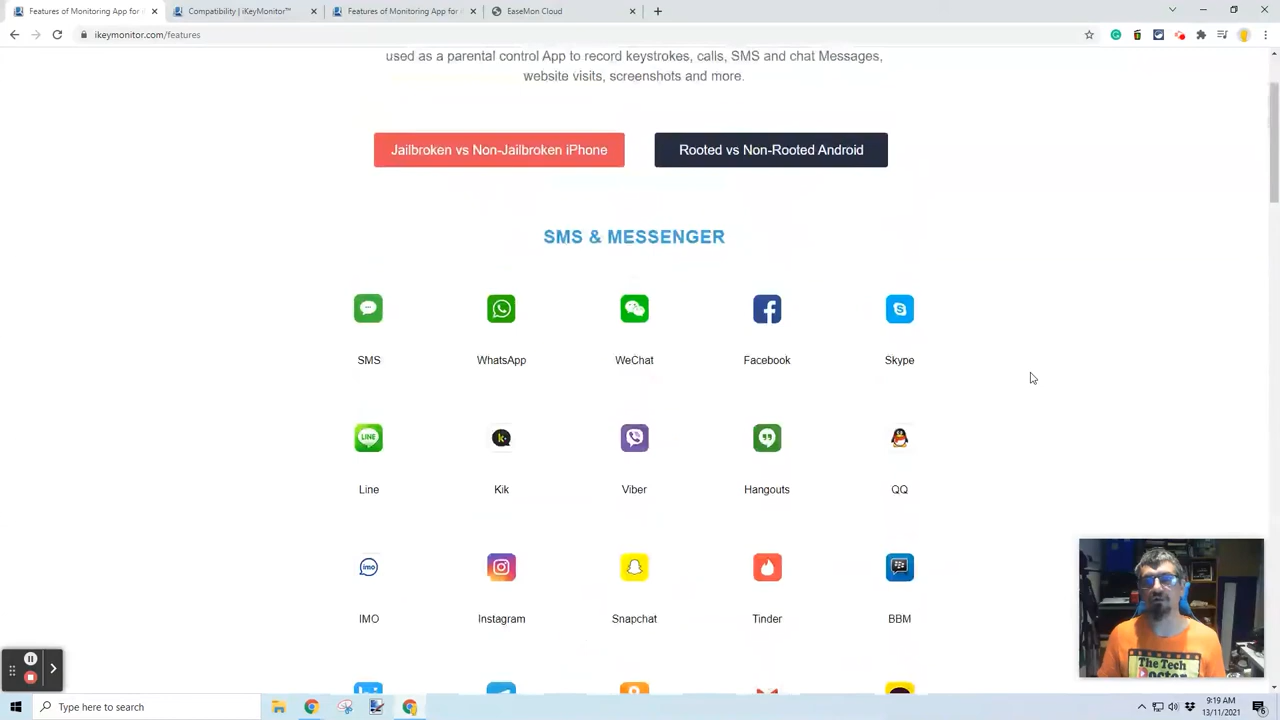 Features of Monitoring App for i
Compatibility | iKeyMonitor™
Features of Monitoring App for A
EaseMon Cloud
ikeymonitor.com/features
used as a parental control App to record keystrokes, calls, SMS and chat Messages,
website visits, screenshots and more.
Jailbroken vs Non-Jailbroken iPhone
Rooted vs Non-Rooted Android
SMS & MESSENGER
SMS
WhatsApp
WeChat
Facebook
Skype
LINE
Line
Kik
Viber
Hangouts
QQ
imo
IMO
Instagram
Snapchat
Tinder
BBM
The Tech
Doctor
Type here to search
9:19 AM
13/11/2021